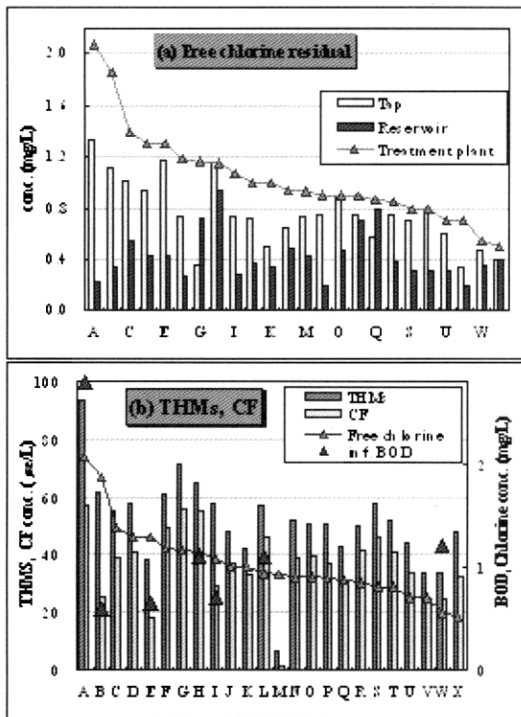 (a) Free chlorine residual
conc. (mg/L)
2.0
1.6
1.2
0.8
0.4
0.0
Tap
Reservoir
Treatment plant
A C E G I K M O Q S U W
(b) THMs, CF
THMS, CF conc. (μg/L)
100
80
60
40
20
0
THMs
CF
Free chlorine
inf. BOD
BOD, Chlorine conc. (mg/L)
2
1
0
A B C D E F G H I J K L M N O P Q R S T U V W X